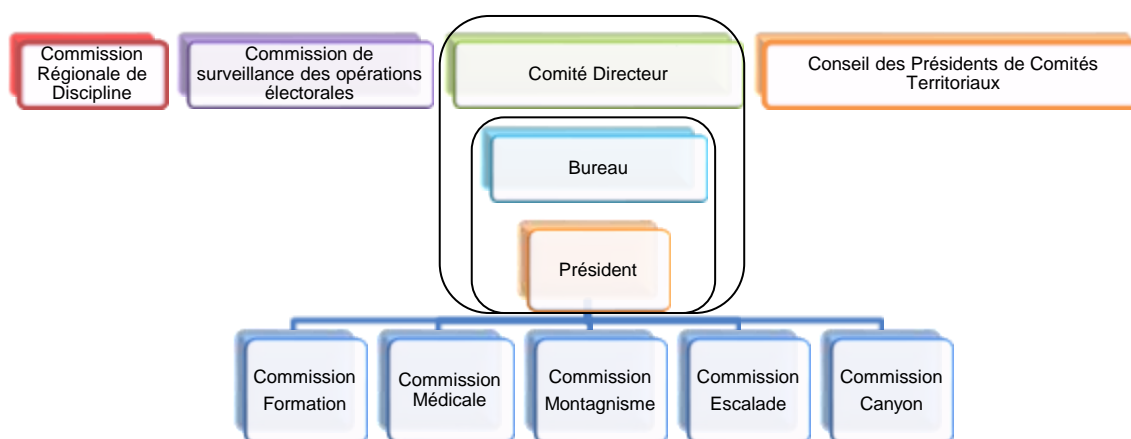 Commission
Régionale de
Discipline
Commission de
surveillance des opérations
électorales
Comité Directeur
Conseil des Présidents de Comités
Territoriaux
Bureau
Président
Commission
Formation
Commission
Médicale
Commission
Montagnisme
Commission
Escalade
Commission
Canyon